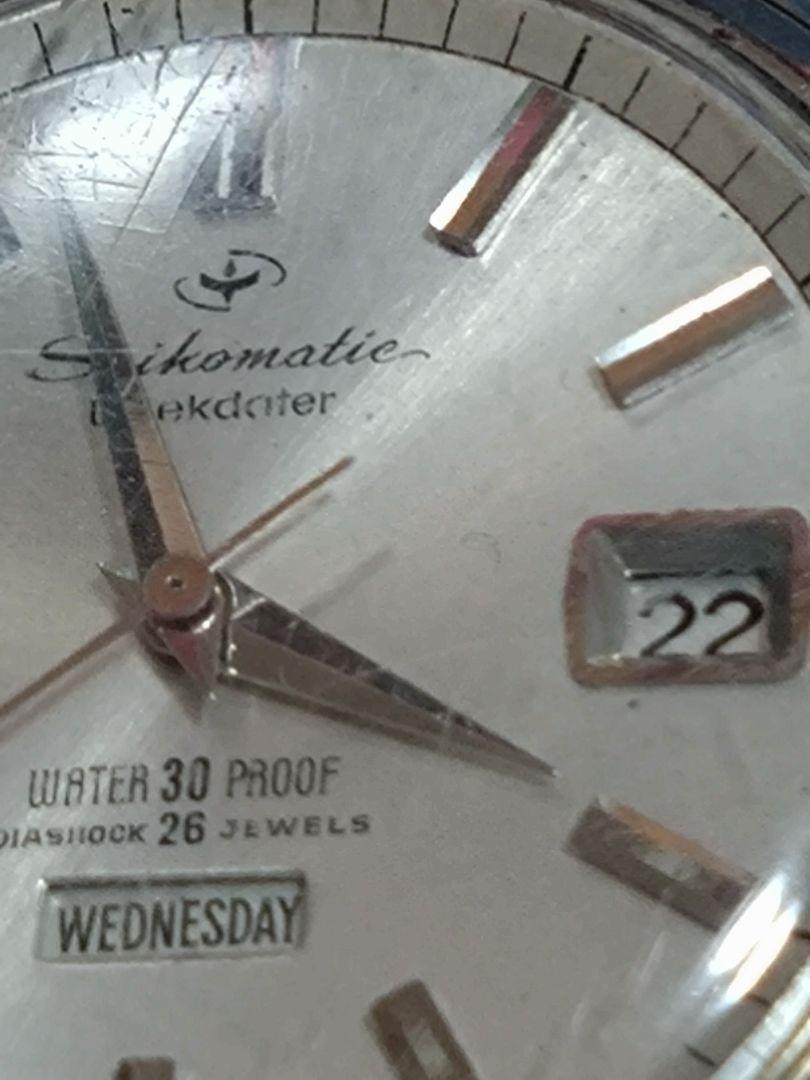 Seikomatic
Weekdater
22
WATER 30 PROOF
DIASHOCK 26 JEWELS
WEDNESDAY